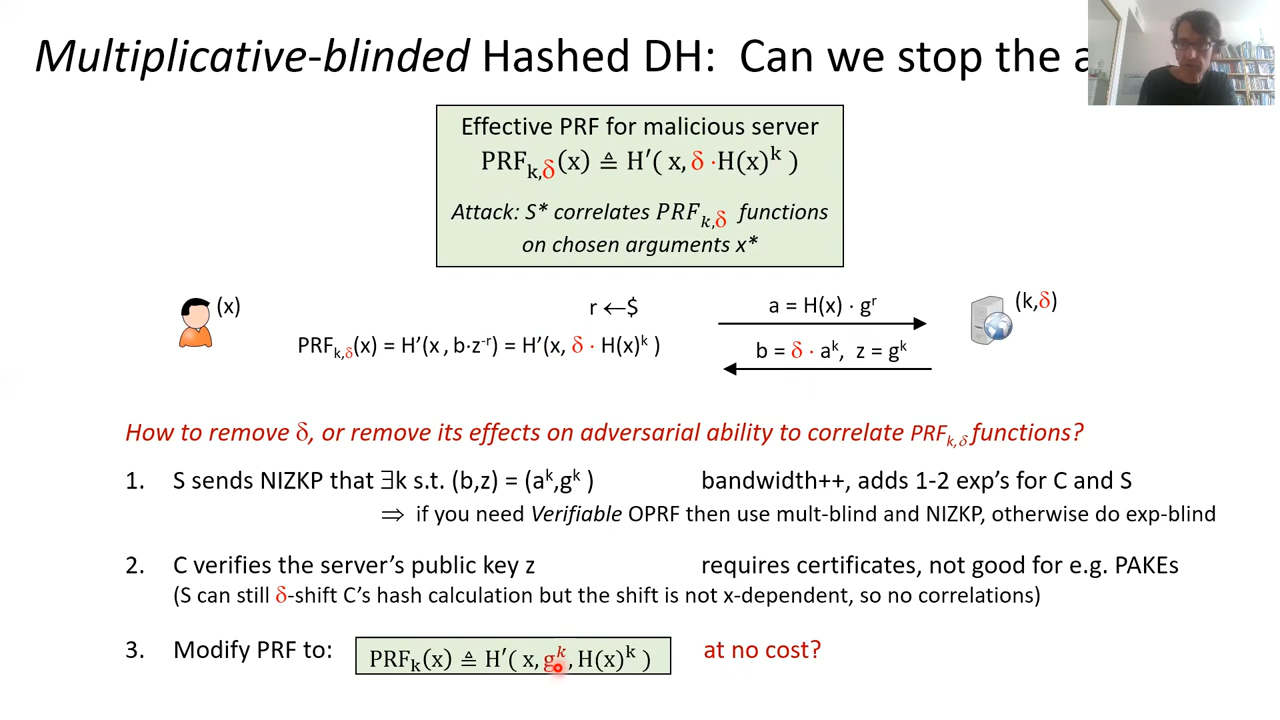 Multiplicative-blinded Hashed DH: Can we stop the a
Effective PRF for malicious server
PRFₖ,δ(x) ≜ H′( x, δ ·H(x)ᵏ )
Attack: S* correlates PRFₖ,δ functions
on chosen arguments x*
(x)
r ←$
a = H(x) · gʳ
(k,δ)
PRFₖ,δ(x) = H’(x , b·z⁻ʳ) = H’(x, δ · H(x)ᵏ )
b = δ · aᵏ, z = gᵏ
How to remove δ, or remove its effects on adversarial ability to correlate PRFₖ,δ functions?
1. S sends NIZKP that ∃k s.t. (b,z) = (aᵏ,gᵏ ) bandwidth++, adds 1-2 exp’s for C and S
⇒ if you need Verifiable OPRF then use mult-blind and NIZKP, otherwise do exp-blind
2. C verifies the server’s public key z requires certificates, not good for e.g. PAKEs
(S can still δ-shift C’s hash calculation but the shift is not x-dependent, so no correlations)
3. Modify PRF to: PRFₖ(x) ≜ H′( x, gᵏ, H(x)ᵏ ) at no cost?